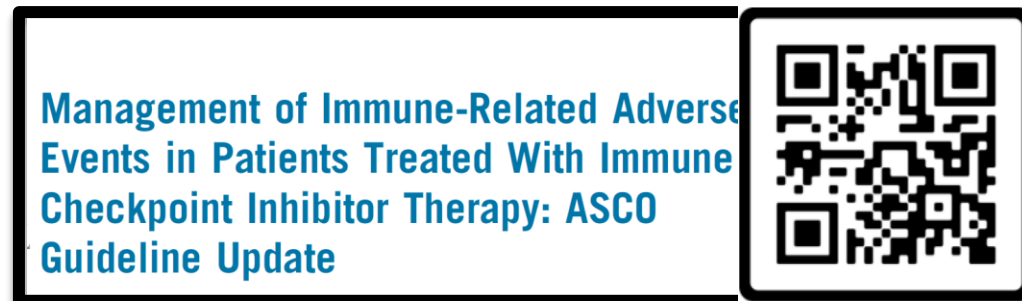 Management of Immune-Related Adverse
Events in Patients Treated With Immune
Checkpoint Inhibitor Therapy: ASCO
Guideline Update